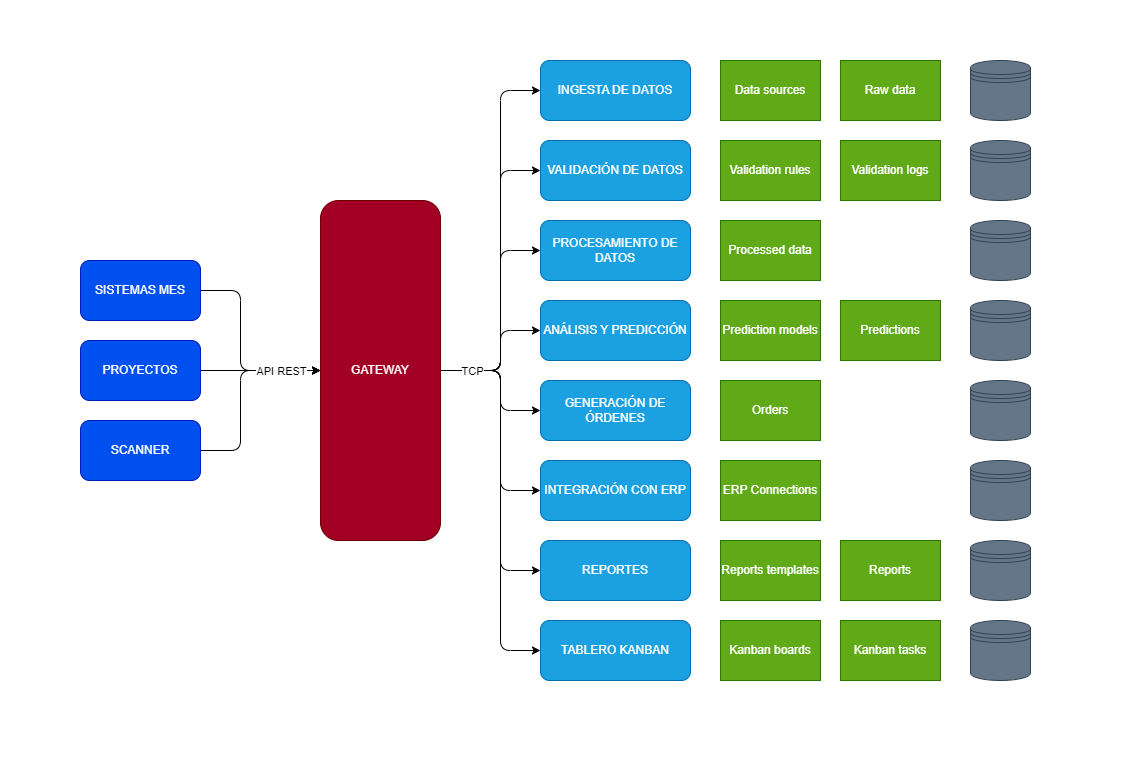 INGESTA DE DATOS
Data sources
Raw data
VALIDACIÓN DE DATOS
Validation rules
Validation logs
PROCESAMIENTO DE
DATOS
Processed data
SISTEMAS MES
ANÁLISIS Y PREDICCIÓN
Prediction models
Predictions
PROYECTOS
API REST
GATEWAY
TCP
GENERACIÓN DE
ÓRDENES
Orders
SCANNER
INTEGRACIÓN CON ERP
ERP Connections
REPORTES
Reports templates
Reports
TABLERO KANBAN
Kanban boards
Kanban tasks